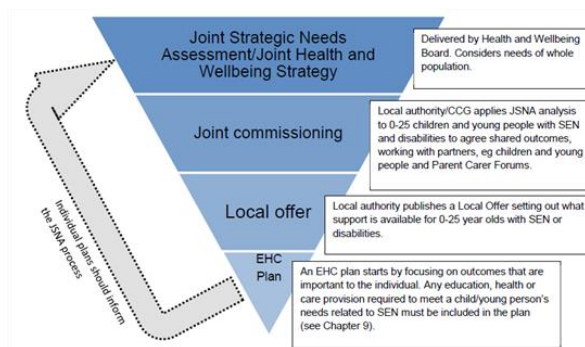 Joint Strategic Needs
Assessment/Joint Health and
Wellbeing Strategy
Delivered by Health and Wellbeing
Board. Considers needs of whole
population.
Joint commissioning
Local authority/CCG applies JSNA analysis
to 0-25 children and young people with SEN
and disabilities to agree shared outcomes,
working with partners, eg children and young
people and Parent Carer Forums.
Local offer
Local authority publishes a Local Offer setting out what
support is available for 0-25 year olds with SEN or
disabilities.
EHC
Plan
An EHC plan starts by focusing on outcomes that are
important to the individual. Any education, health or
care provision required to meet a child/young person's
needs related to SEN must be included in the plan
(see Chapter 9).
Individual plans should inform
the JSNA process